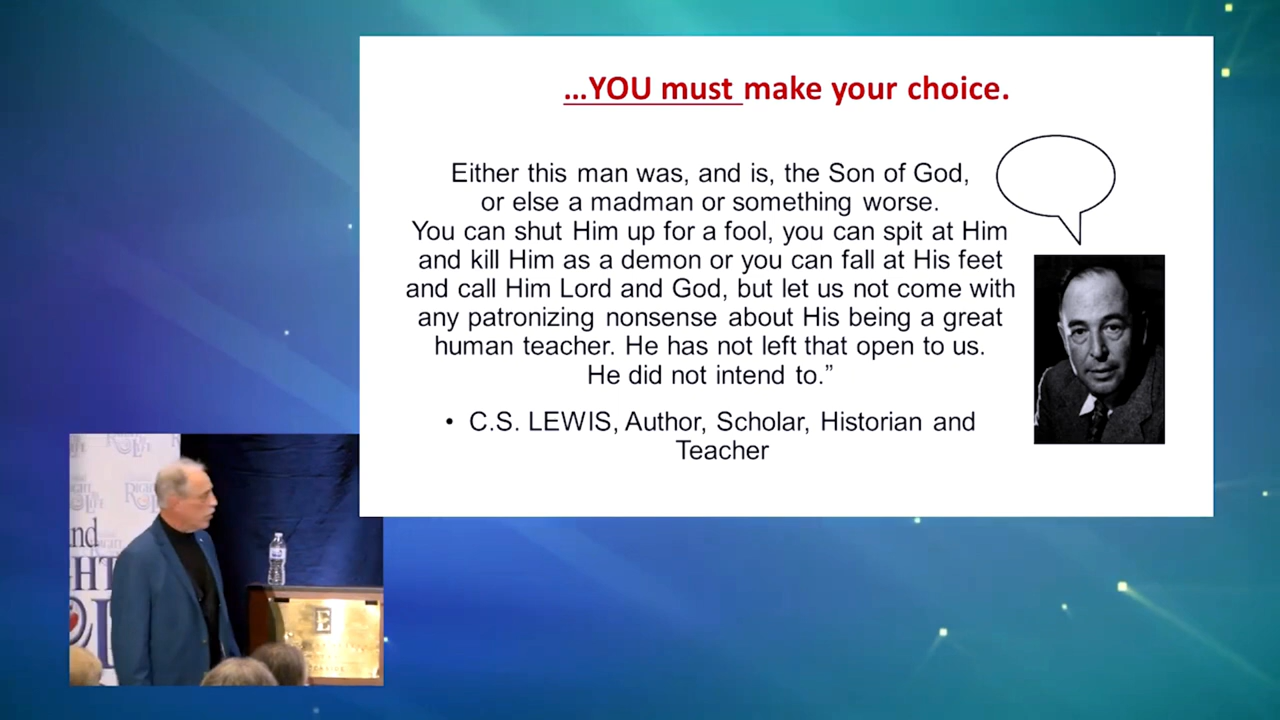 …YOU must make your choice.
Either this man was, and is, the Son of God,
or else a madman or something worse.
You can shut Him up for a fool, you can spit at Him
and kill Him as a demon or you can fall at His feet
and call Him Lord and God, but let us not come with
any patronizing nonsense about His being a great
human teacher. He has not left that open to us.
He did not intend to.”
• C.S. LEWIS, Author, Scholar, Historian and
Teacher
RIGHT
LIFE
E